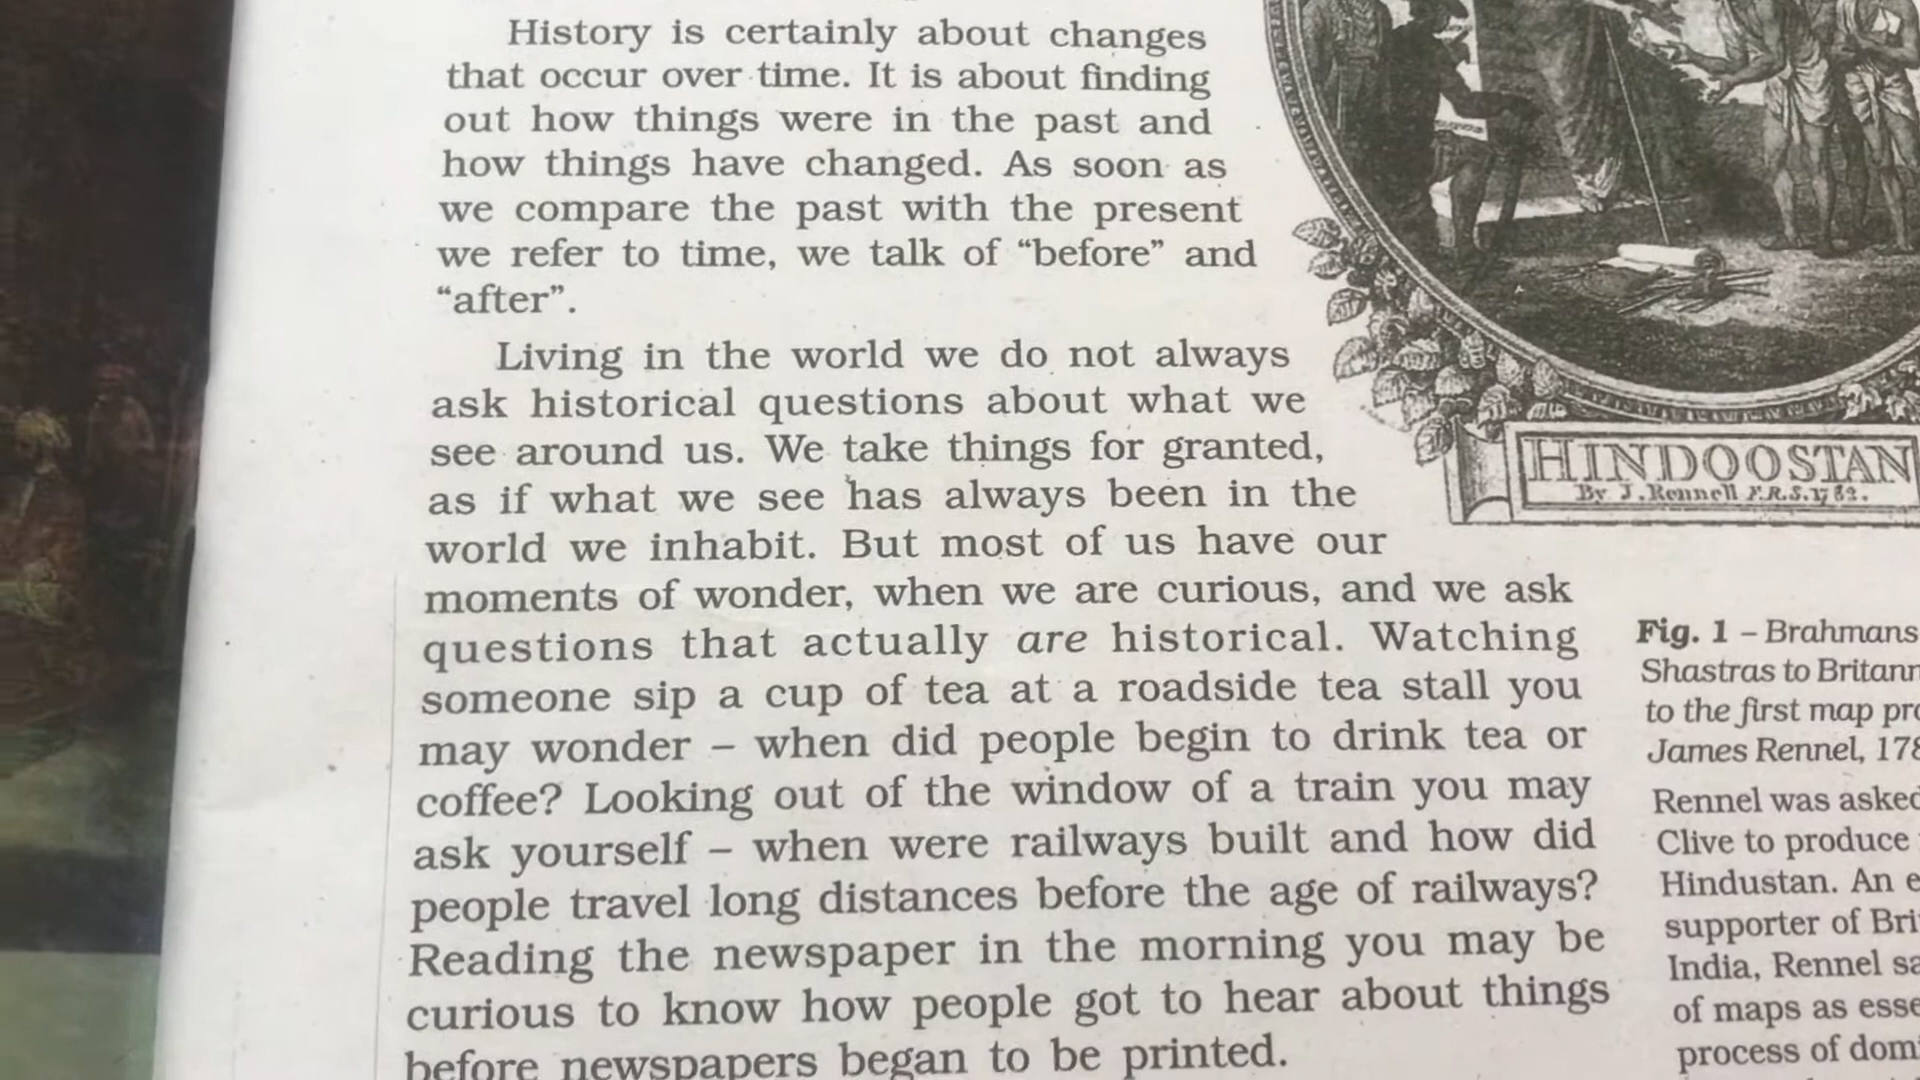 History is certainly about changes
that occur over time. It is about finding
out how things were in the past and
how things have changed. As soon as
we compare the past with the present
we refer to time, we talk of “before” and
“after”.
Living in the world we do not always
ask historical questions about what we
see around us. We take things for granted,
as if what we see has always been in the
world we inhabit. But most of us have our
moments of wonder, when we are curious, and we ask
questions that actually are historical. Watching
someone sip a cup of tea at a roadside tea stall you
may wonder – when did people begin to drink tea or
coffee? Looking out of the window of a train you may
ask yourself – when were railways built and how did
people travel long distances before the age of railways?
Reading the newspaper in the morning you may be
curious to know how people got to hear about things
before newspapers began to be printed.
HINDOOSTAN
By J. Rennell F.R.S. 1782.
Fig. 1 – Brahmans
Shastras to Britann
to the first map pro
James Rennel, 178
Rennel was asked
Clive to produce
Hindustan. An e
supporter of Bri
India, Rennel sa
of maps as esse
process of dom